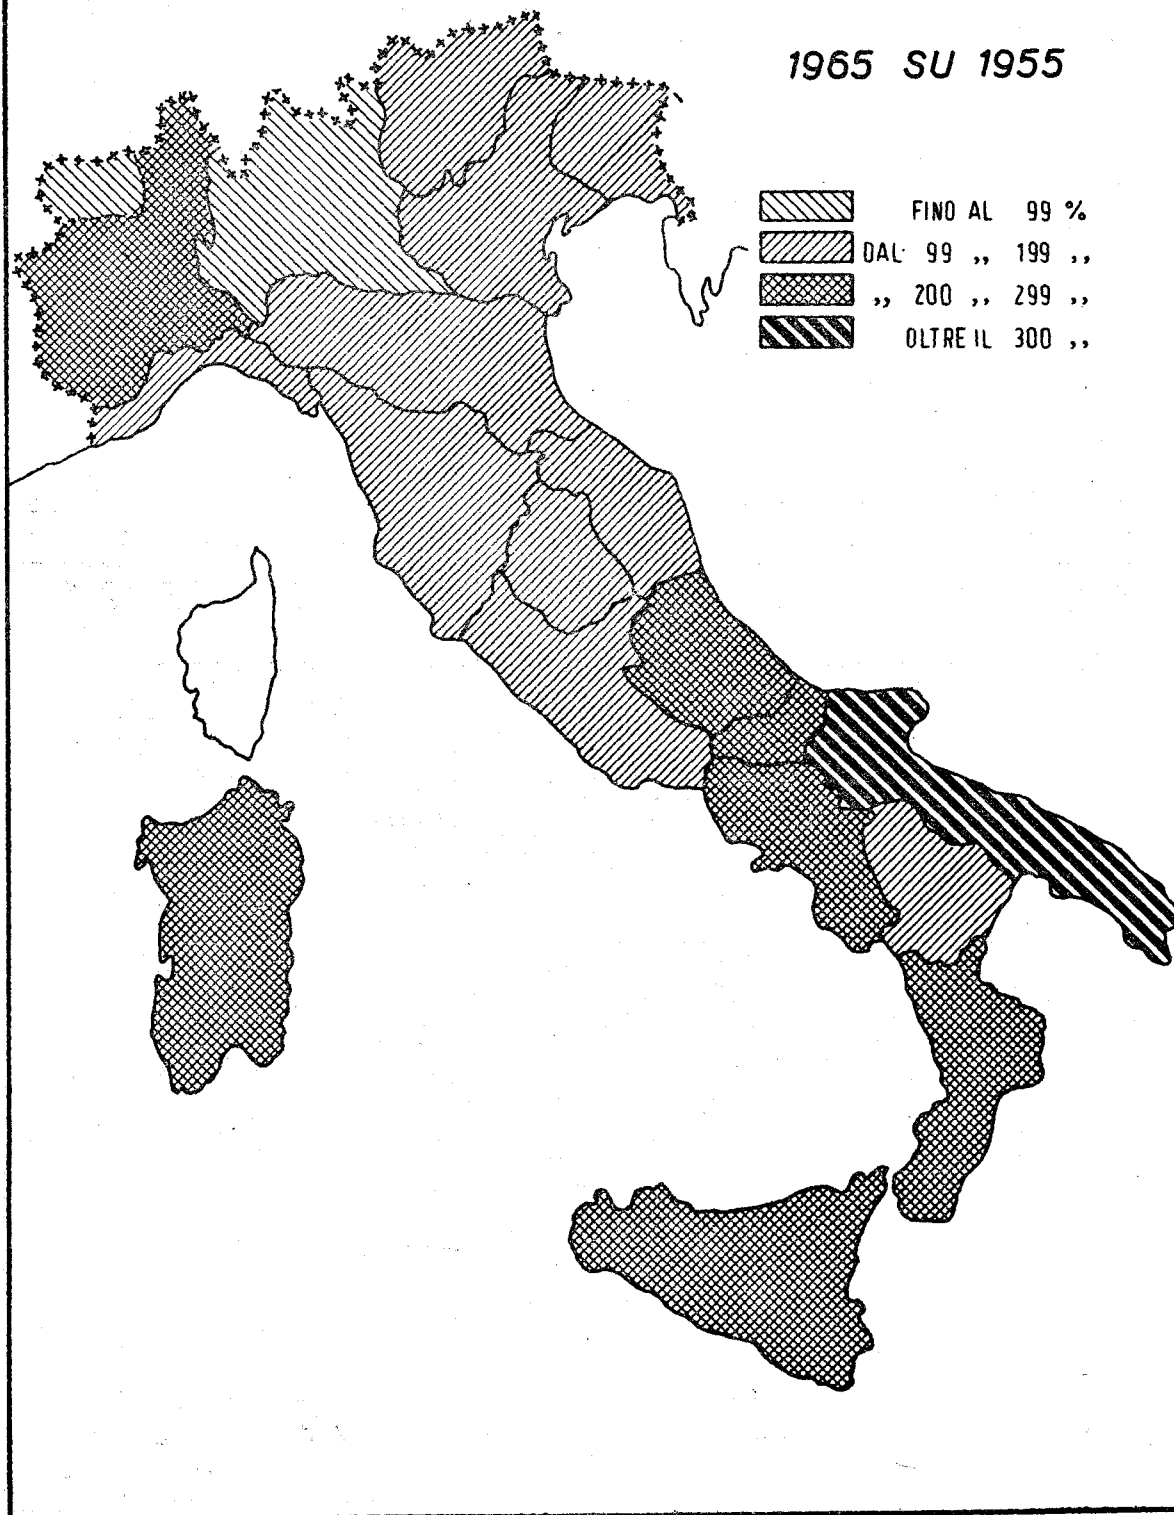 1965 SU 1955
FINO AL 99 %
DAL 99 ,, 199 ,,
,, 200 ,, 299 ,,
OLTRE IL 300 ,,